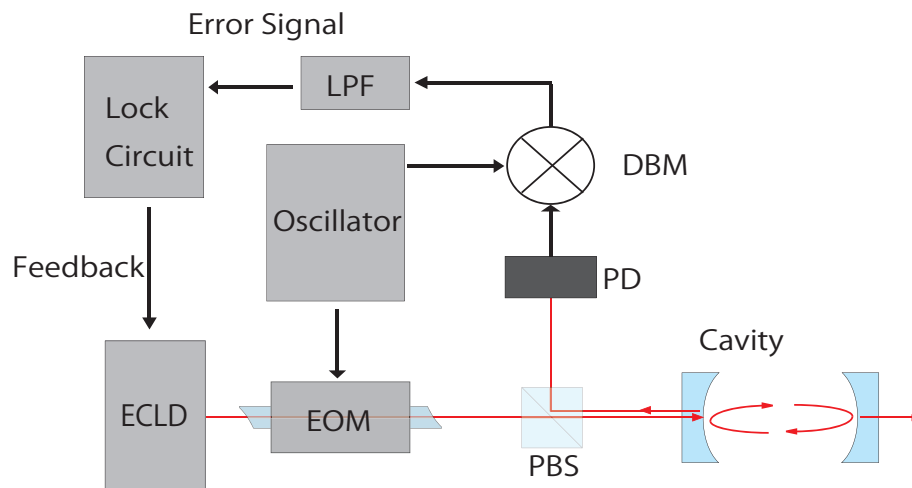 Error Signal
LPF
Lock
Circuit
DBM
Oscillator
Feedback
PD
Cavity
ECLD
EOM
PBS